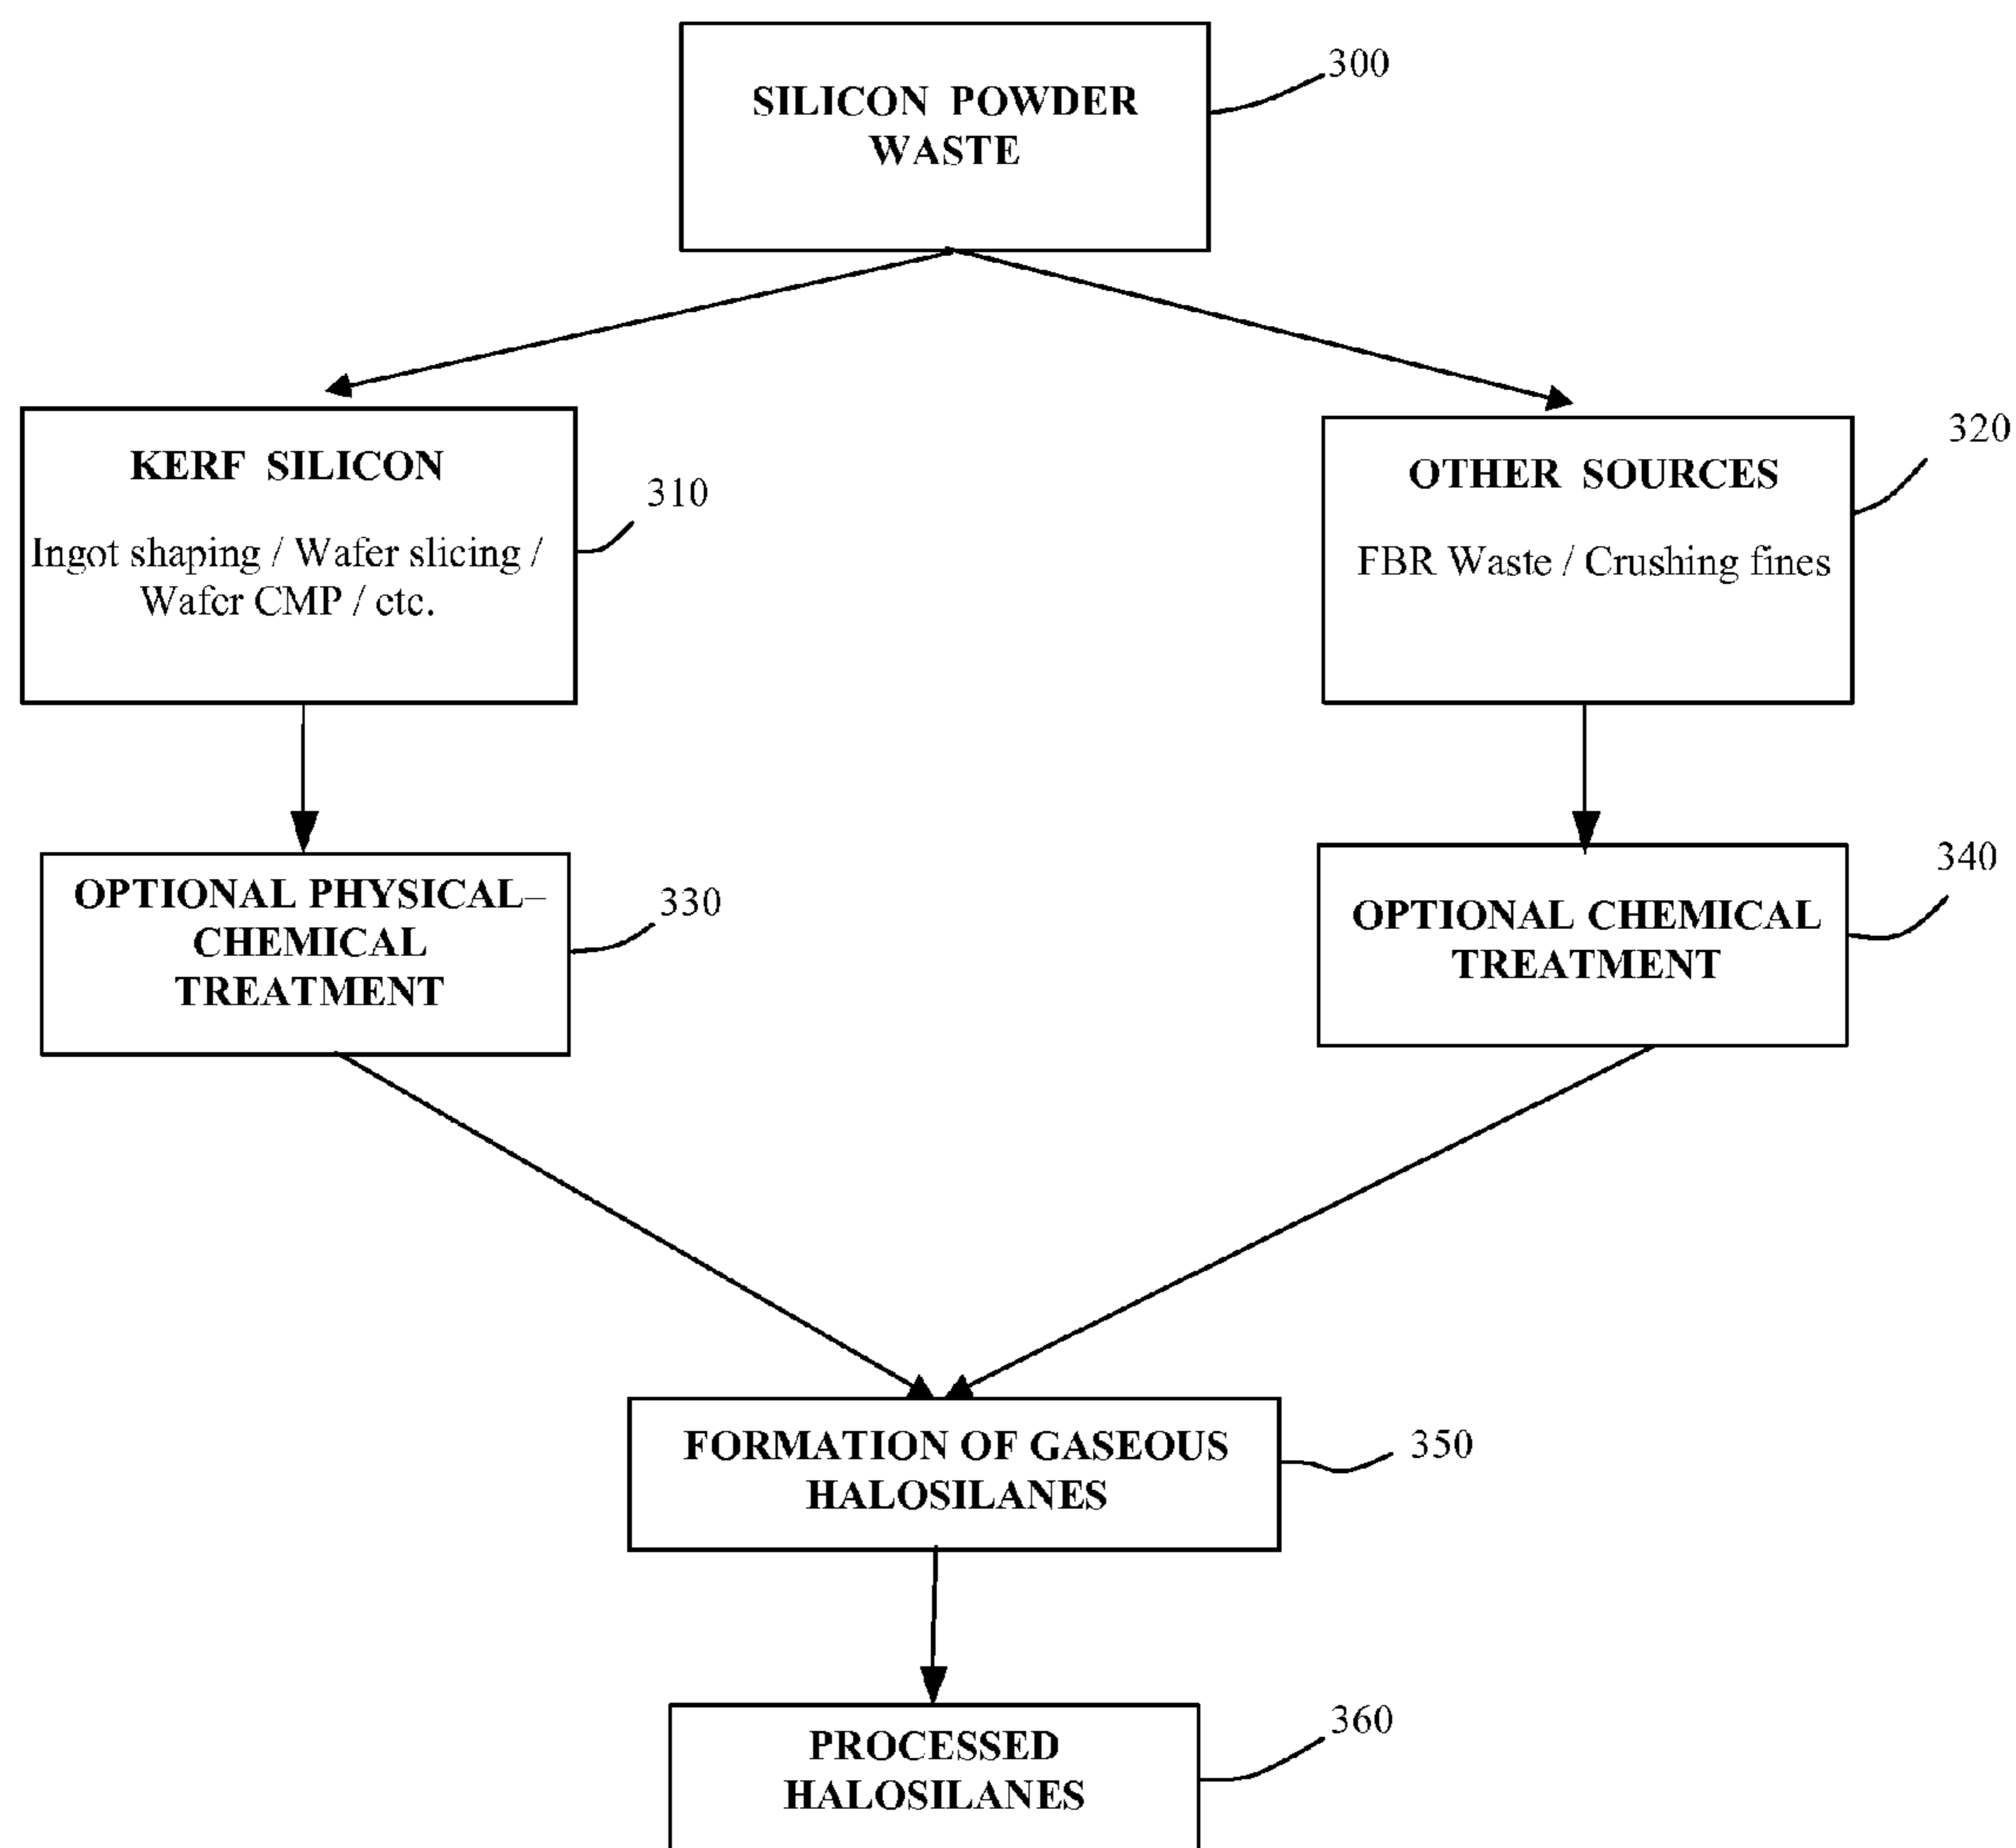 SILICON POWDER
WASTE
300
KERF SILICON
Ingot shaping / Wafer slicing /
Wafer CMP / etc.
310
OTHER SOURCES
FBR Waste / Crushing fines
320
OPTIONAL PHYSICAL–
CHEMICAL
TREATMENT
330
OPTIONAL CHEMICAL
TREATMENT
340
FORMATION OF GASEOUS
HALOSILANES
350
PROCESSED
HALOSILANES
360